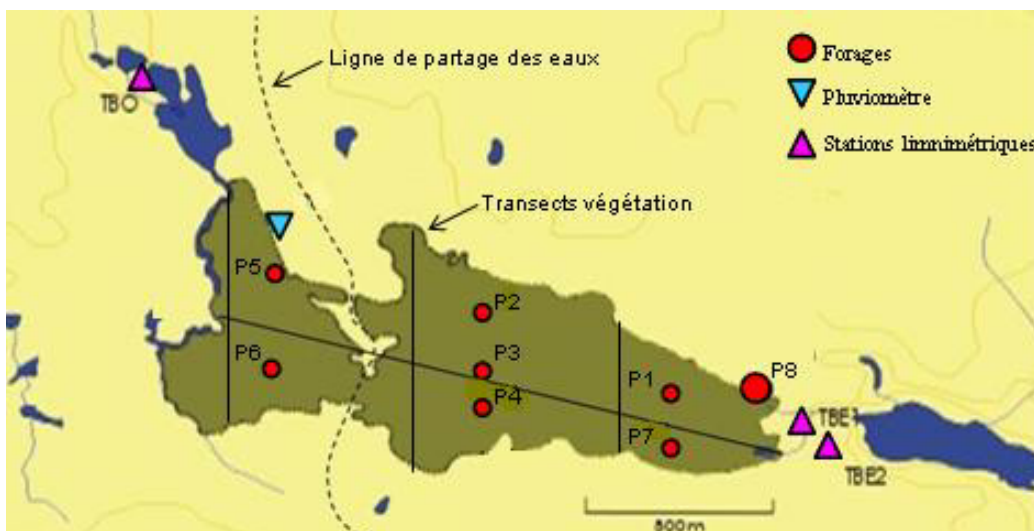 Ligne de partage des eaux
Forages
Pluviomètre
Stations limnimétriques
TBO
Transects végétation
P5
P2
P6
P3
P4
P1
P8
P7
TBE1
TBE2
800m